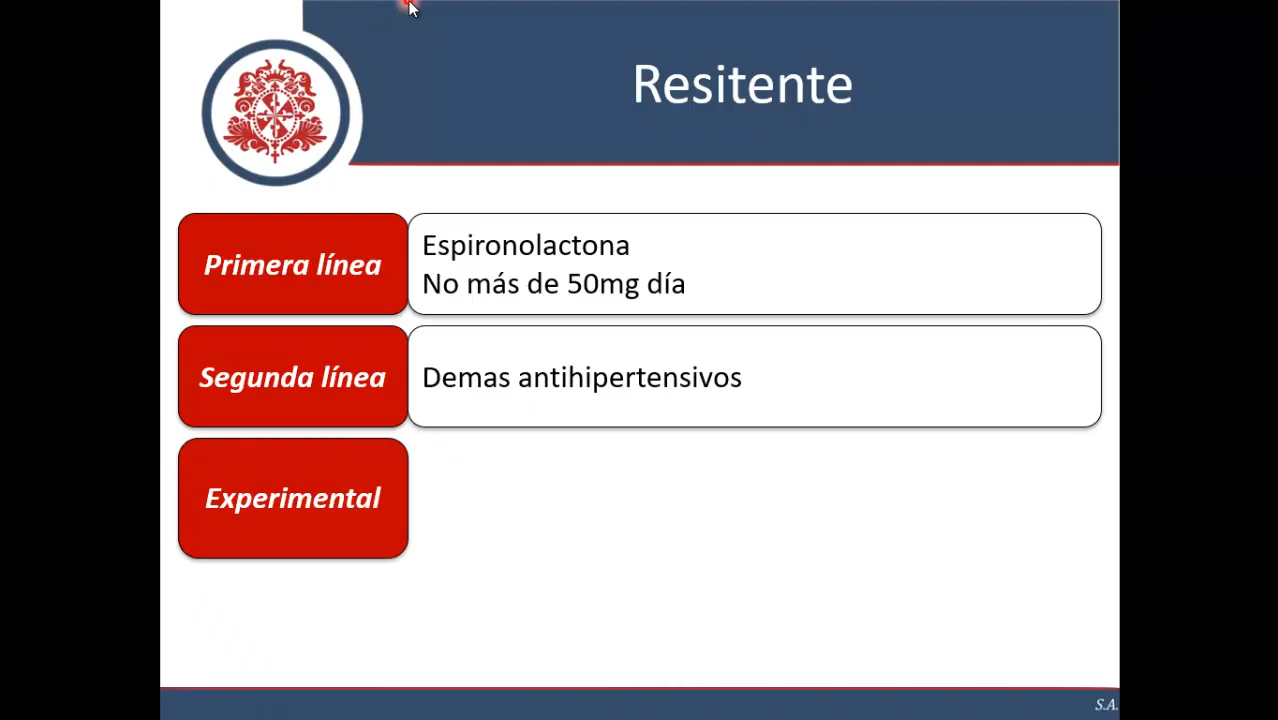 Resitente
Primera línea
Espironolactona
No más de 50mg día
Segunda línea
Demas antihipertensivos
Experimental
S.A.